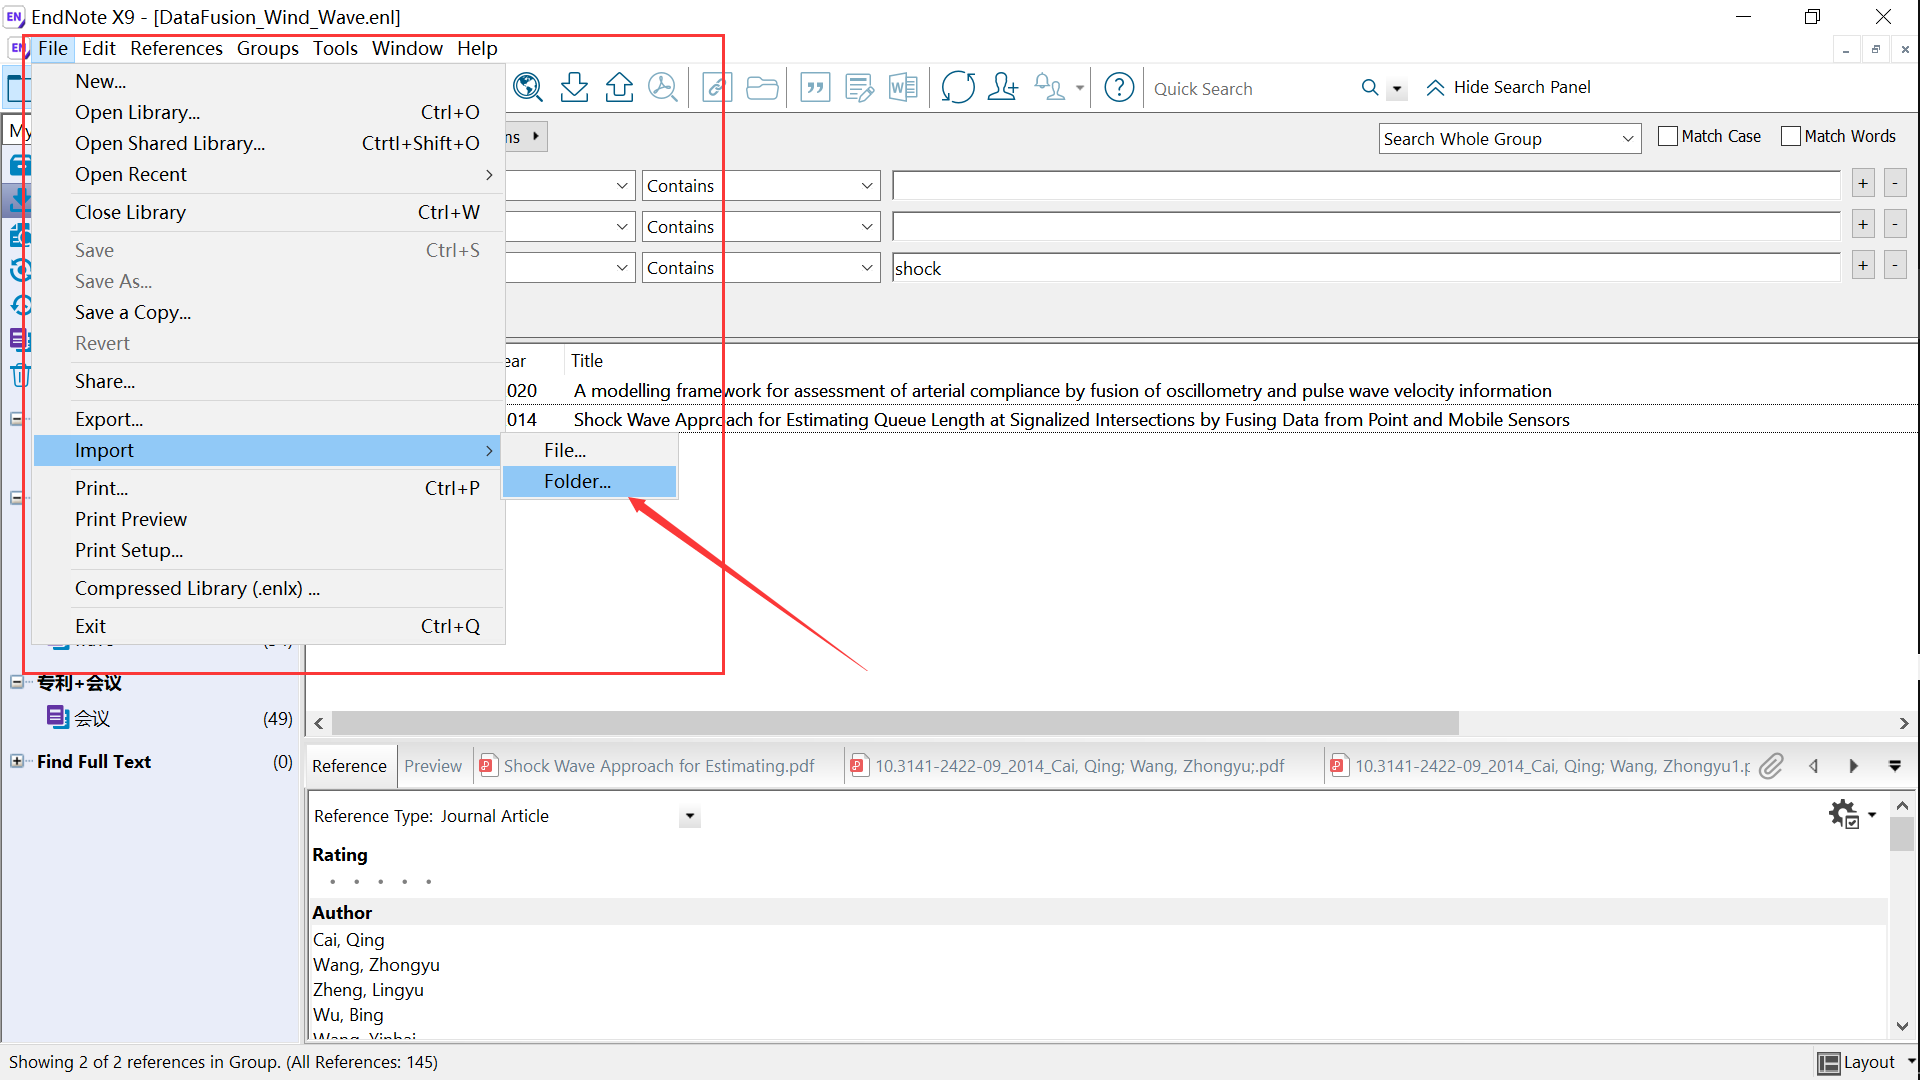 EndNote X9 - [DataFusion_Wind_Wave.enl]
File Edit References Groups Tools Window Help
New...
Open Library... Ctrl+O
Open Shared Library... Ctrtl+Shift+O
Open Recent
Close Library Ctrl+W
Save Ctrl+S
Save As...
Save a Copy...
Revert
Share...
Export...
Import
File...
Folder...
Print... Ctrl+P
Print Preview
Print Setup...
Compressed Library (.enlx) ...
Exit Ctrl+Q
Quick Search
Hide Search Panel
My
ns
Search Whole Group
Match Case
Match Words
Contains
+ -
Contains
+ -
Contains
shock
+ -
ear Title
020 A modelling framework for assessment of arterial compliance by fusion of oscillometry and pulse wave velocity information
014 Shock Wave Approach for Estimating Queue Length at Signalized Intersections by Fusing Data from Point and Mobile Sensors
专利+会议
会议 (49)
Find Full Text (0)
Reference Preview Shock Wave Approach for Estimating.pdf 10.3141-2422-09_2014_Cai, Qing; Wang, Zhongyu;.pdf 10.3141-2422-09_2014_Cai, Qing; Wang, Zhongyu1.p
Reference Type: Journal Article
Rating
Author
Cai, Qing
Wang, Zhongyu
Zheng, Lingyu
Wu, Bing
Wang, Yinhai
Showing 2 of 2 references in Group. (All References: 145)
Layout